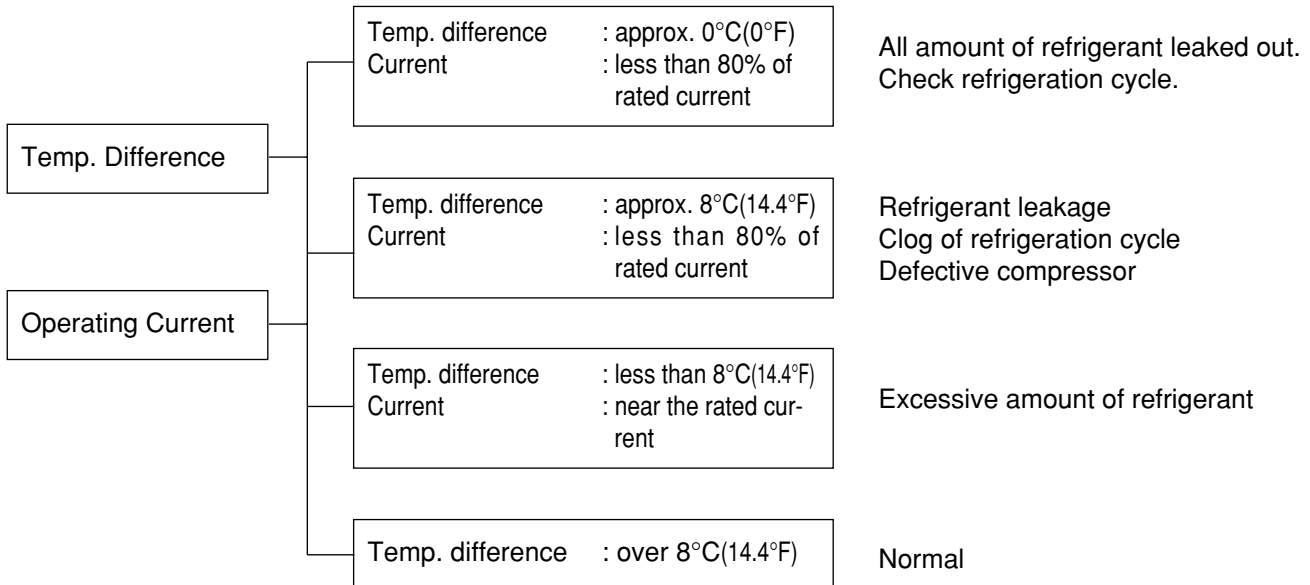 Temp. Difference
Operating Current
Temp. difference : approx. 0°C(0°F)
Current : less than 80% of
rated current
All amount of refrigerant leaked out.
Check refrigeration cycle.
Temp. difference : approx. 8°C(14.4°F)
Current : less than 80% of
rated current
Refrigerant leakage
Clog of refrigeration cycle
Defective compressor
Temp. difference : less than 8°C(14.4°F)
Current : near the rated cur-
rent
Excessive amount of refrigerant
Temp. difference : over 8°C(14.4°F)
Normal